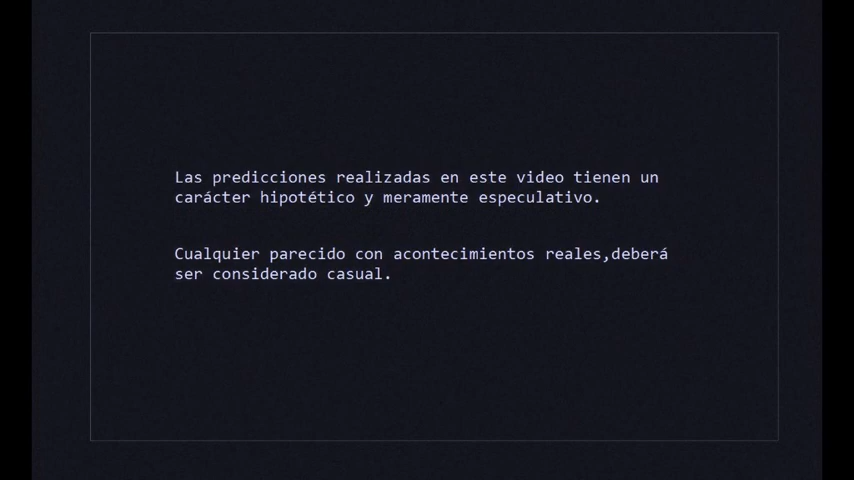 Las predicciones realizadas en este video tienen un
carácter hipotético y meramente especulativo.
Cualquier parecido con acontecimientos reales,deberá
ser considerado casual.